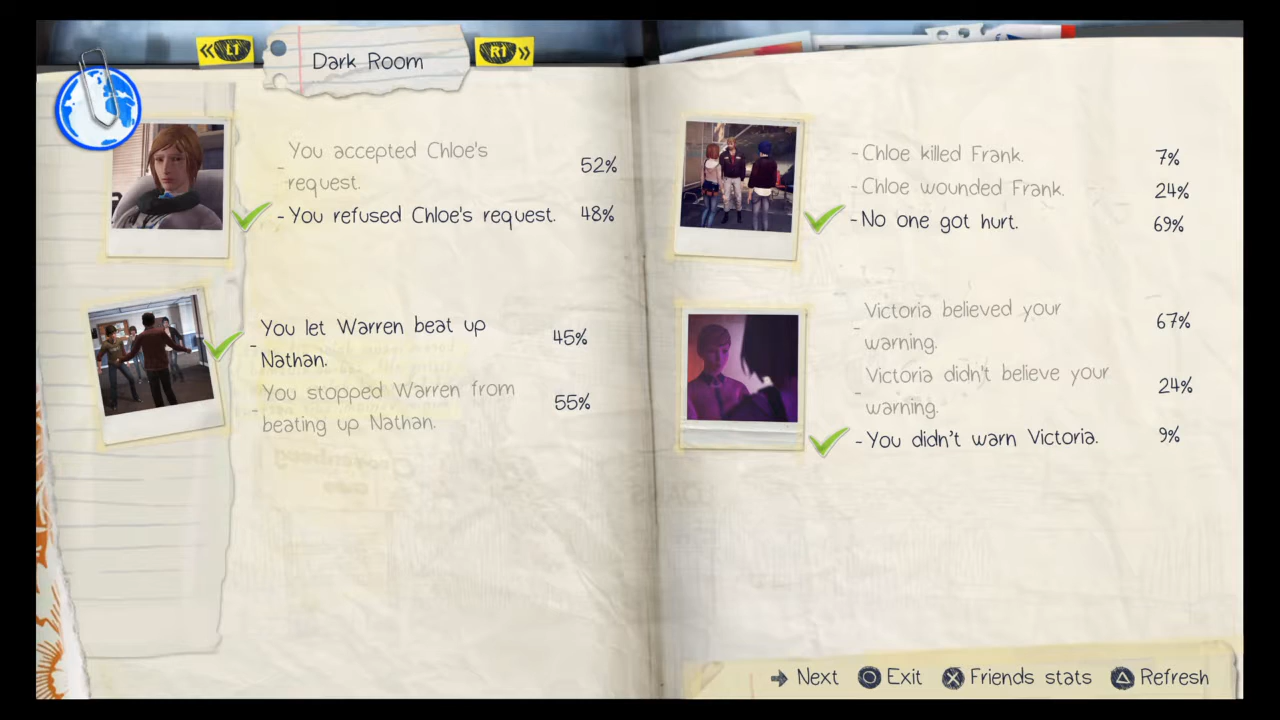 L1
Dark Room
R1
You accepted Chloe's
- request.
52%
- You refused Chloe's request.
48%
You let Warren beat up
- Nathan.
45%
You stopped Warren from
- beating up Nathan.
55%
- Chloe killed Frank.
7%
- Chloe wounded Frank.
24%
- No one got hurt.
69%
Victoria believed your
- warning.
67%
Victoria didn't believe your
- warning.
24%
- You didn't warn Victoria.
9%
Next
Exit
Friends stats
Refresh